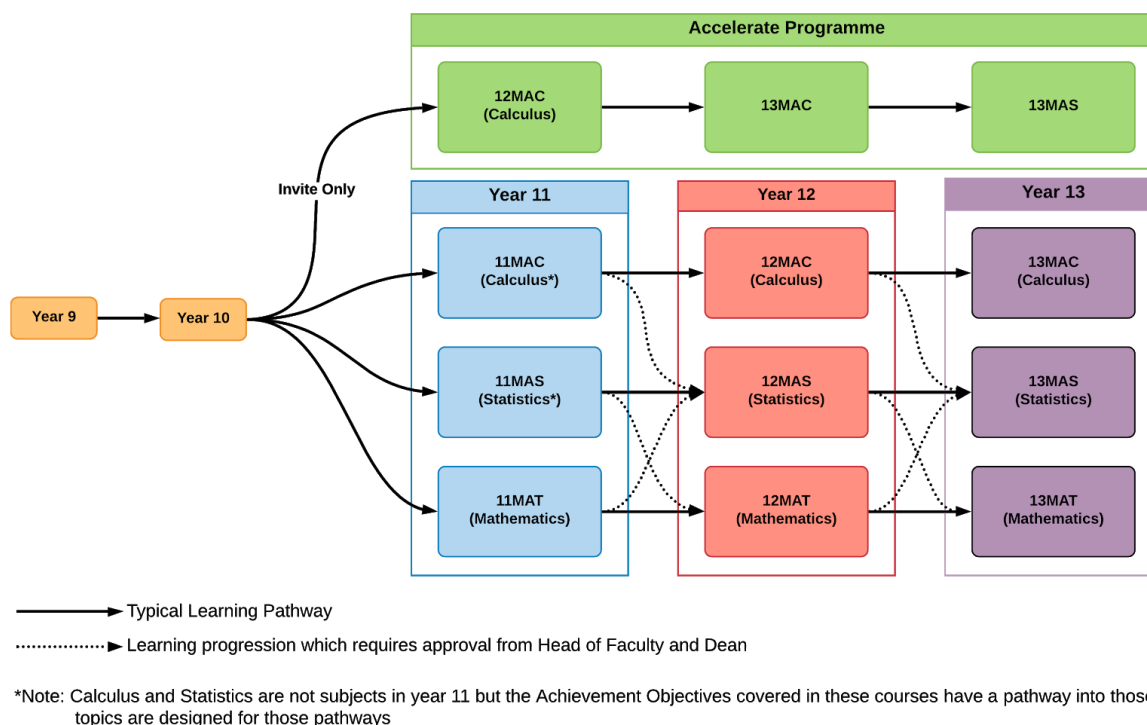 Accelerate Programme
12MAC
(Calculus)
13MAC
13MAS
Invite Only
Year 11
Year 12
Year 13
11MAC
(Calculus*)
12MAC
(Calculus)
13MAC
(Calculus)
Year 9
Year 10
11MAS
(Statistics*)
12MAS
(Statistics)
13MAS
(Statistics)
11MAT
(Mathematics)
12MAT
(Mathematics)
13MAT
(Mathematics)
Typical Learning Pathway
Learning progression which requires approval from Head of Faculty and Dean
*Note: Calculus and Statistics are not subjects in year 11 but the Achievement Objectives covered in these courses have a pathway into those
topics are designed for those pathways